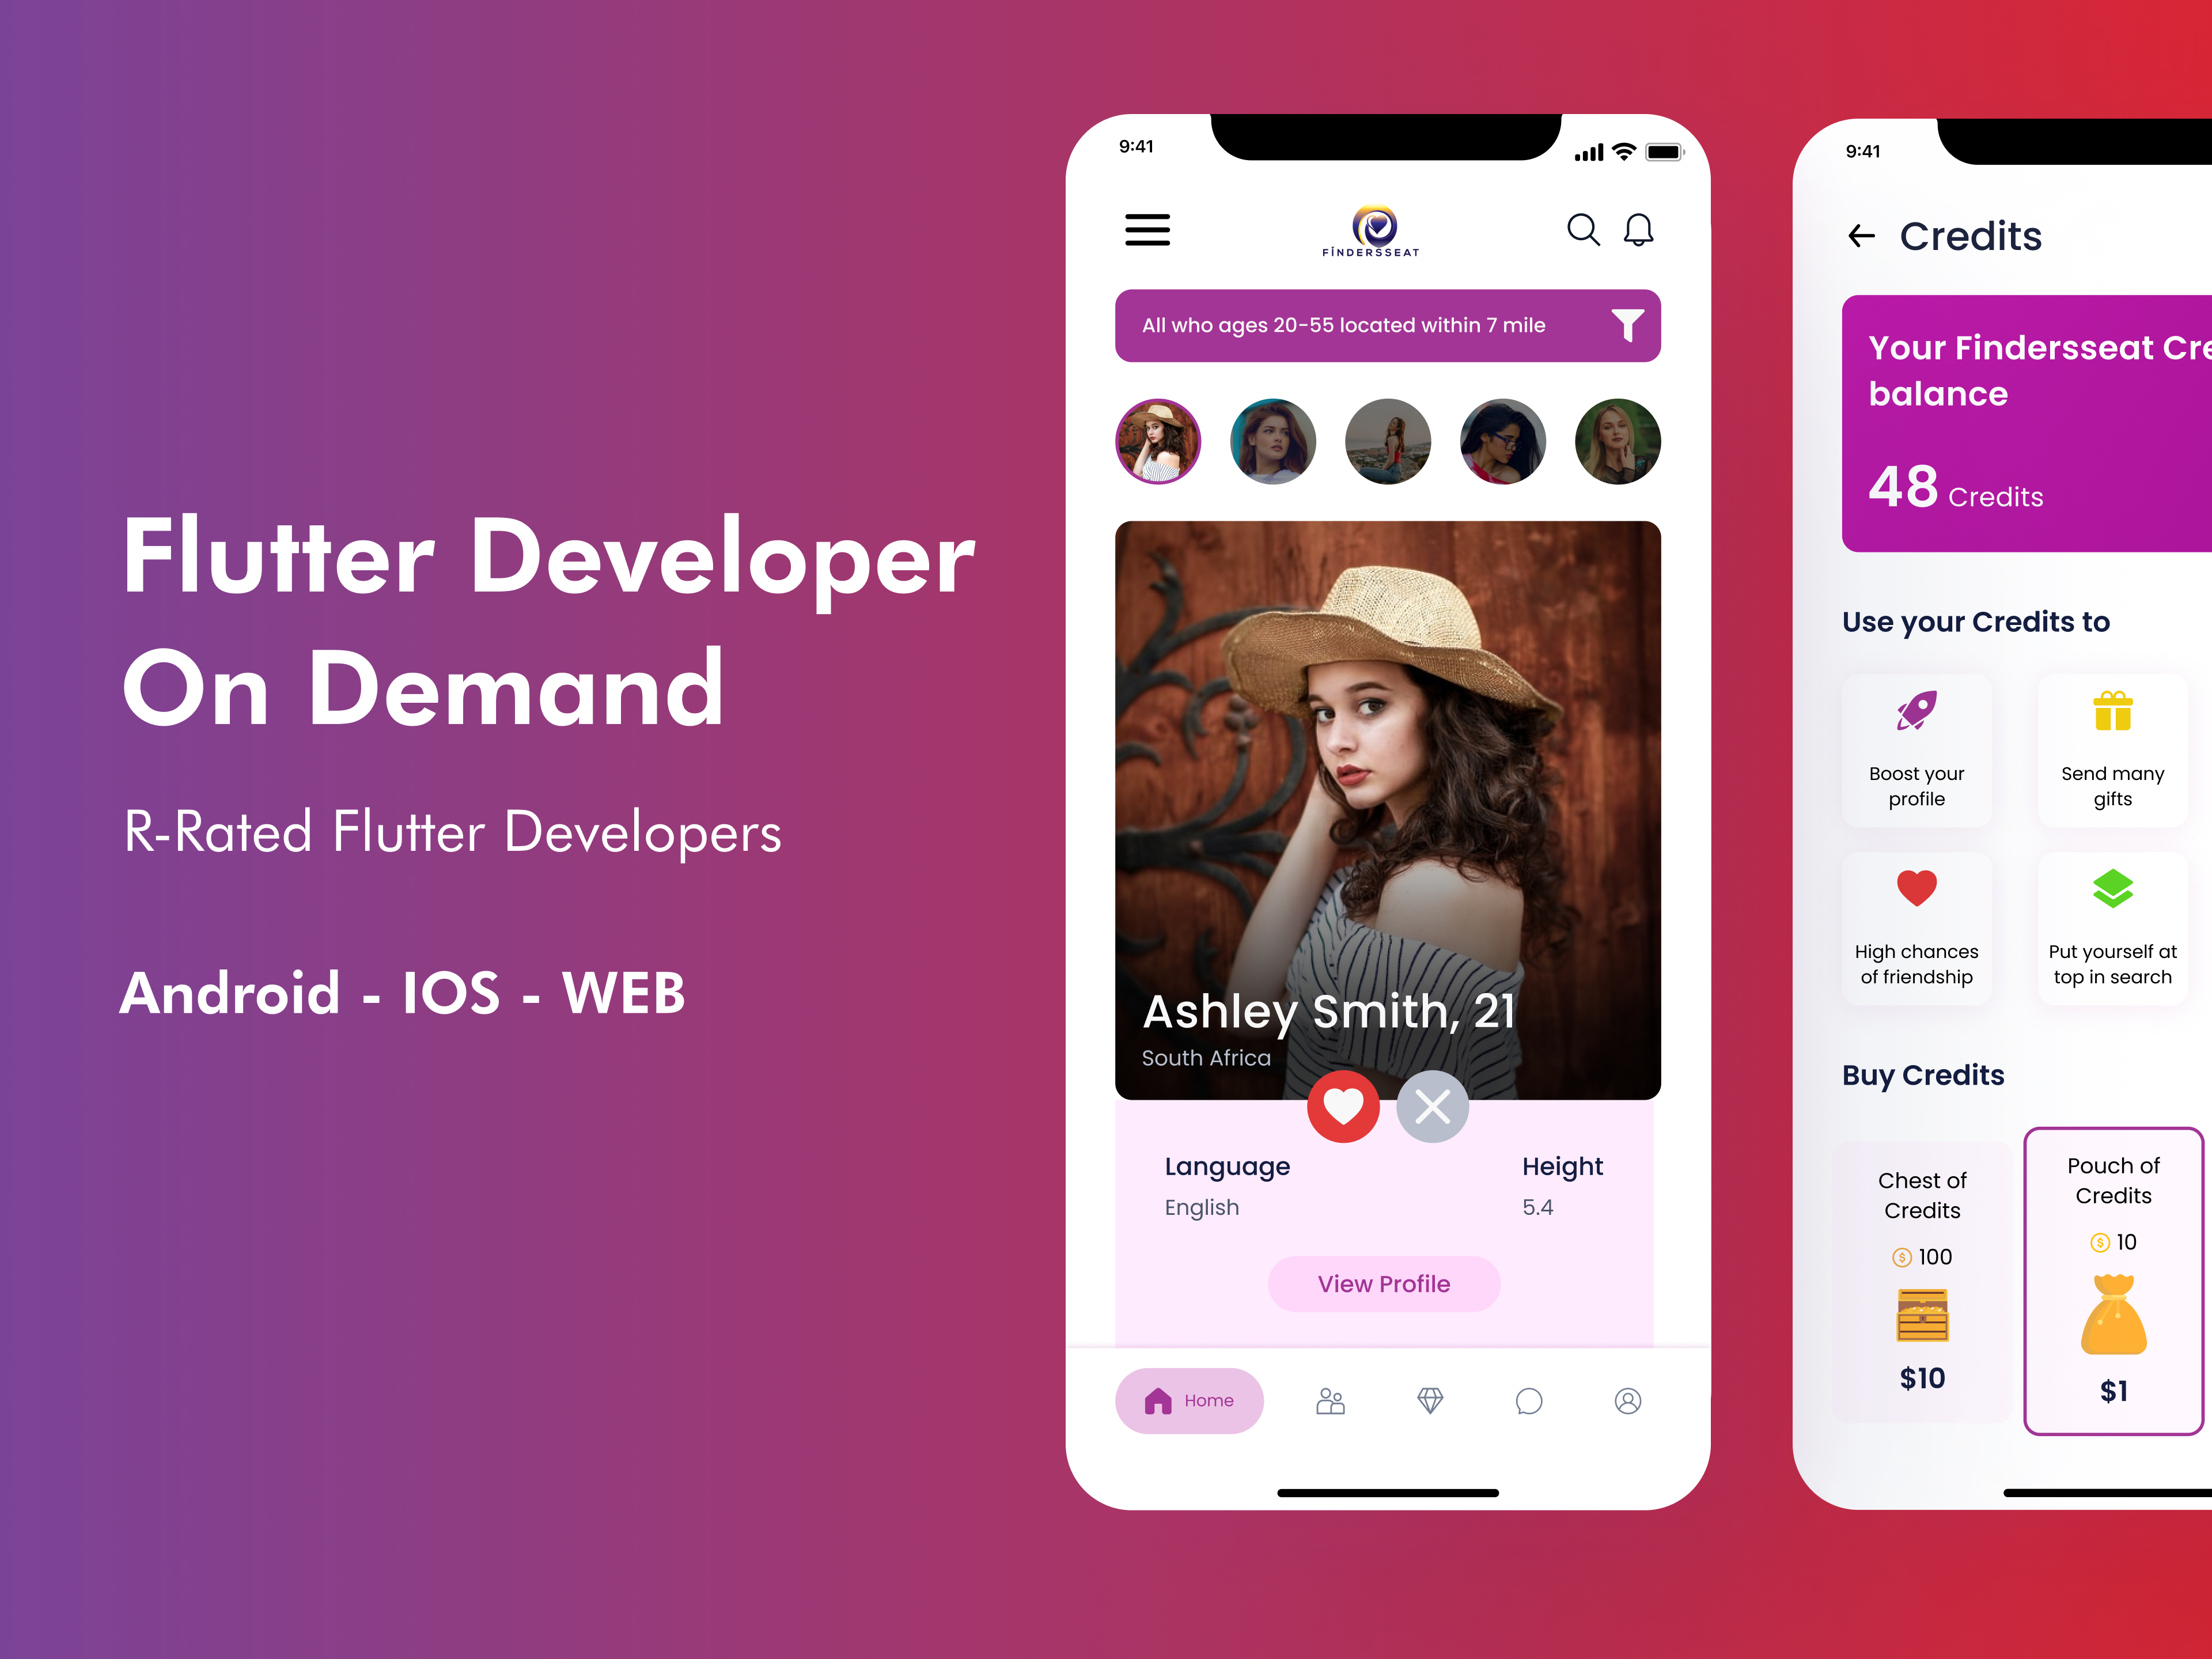 Flutter Developer
On Demand
R-Rated Flutter Developers
Android - IOS - WEB
9:41
FINDERSSEAT
All who ages 20-55 located within 7 mile
Ashley Smith, 21
South Africa
Language
Height
English
5.4
View Profile
Home
9:41
Credits
Your Findersseat Cre
balance
48 Credits
Use your Credits to
Boost your
profile
Send many
gifts
High chances
of friendship
Put yourself at
top in search
Buy Credits
Chest of
Credits
$ 100
$10
Pouch of
Credits
$ 10
$1